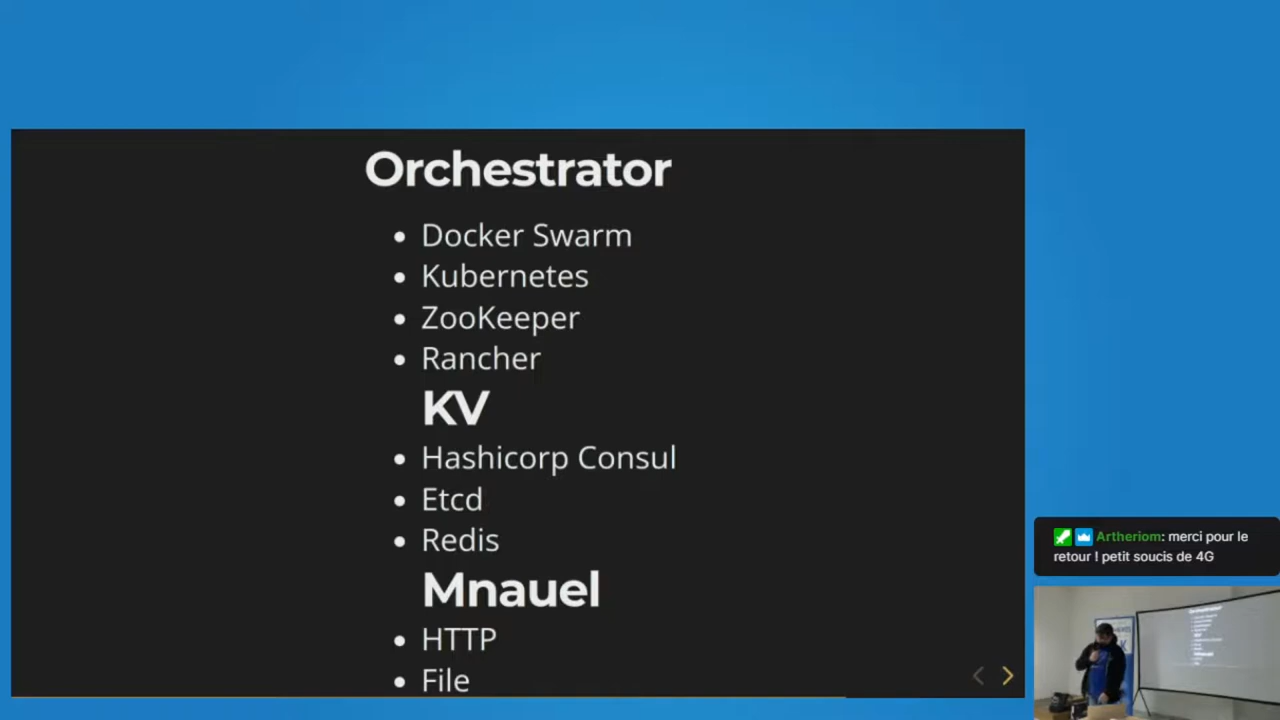 Orchestrator
Docker Swarm
Kubernetes
ZooKeeper
Rancher
KV
Hashicorp Consul
Etcd
Redis
Mnauel
HTTP
File
Artheriom: merci pour le
retour ! petit soucis de 4G